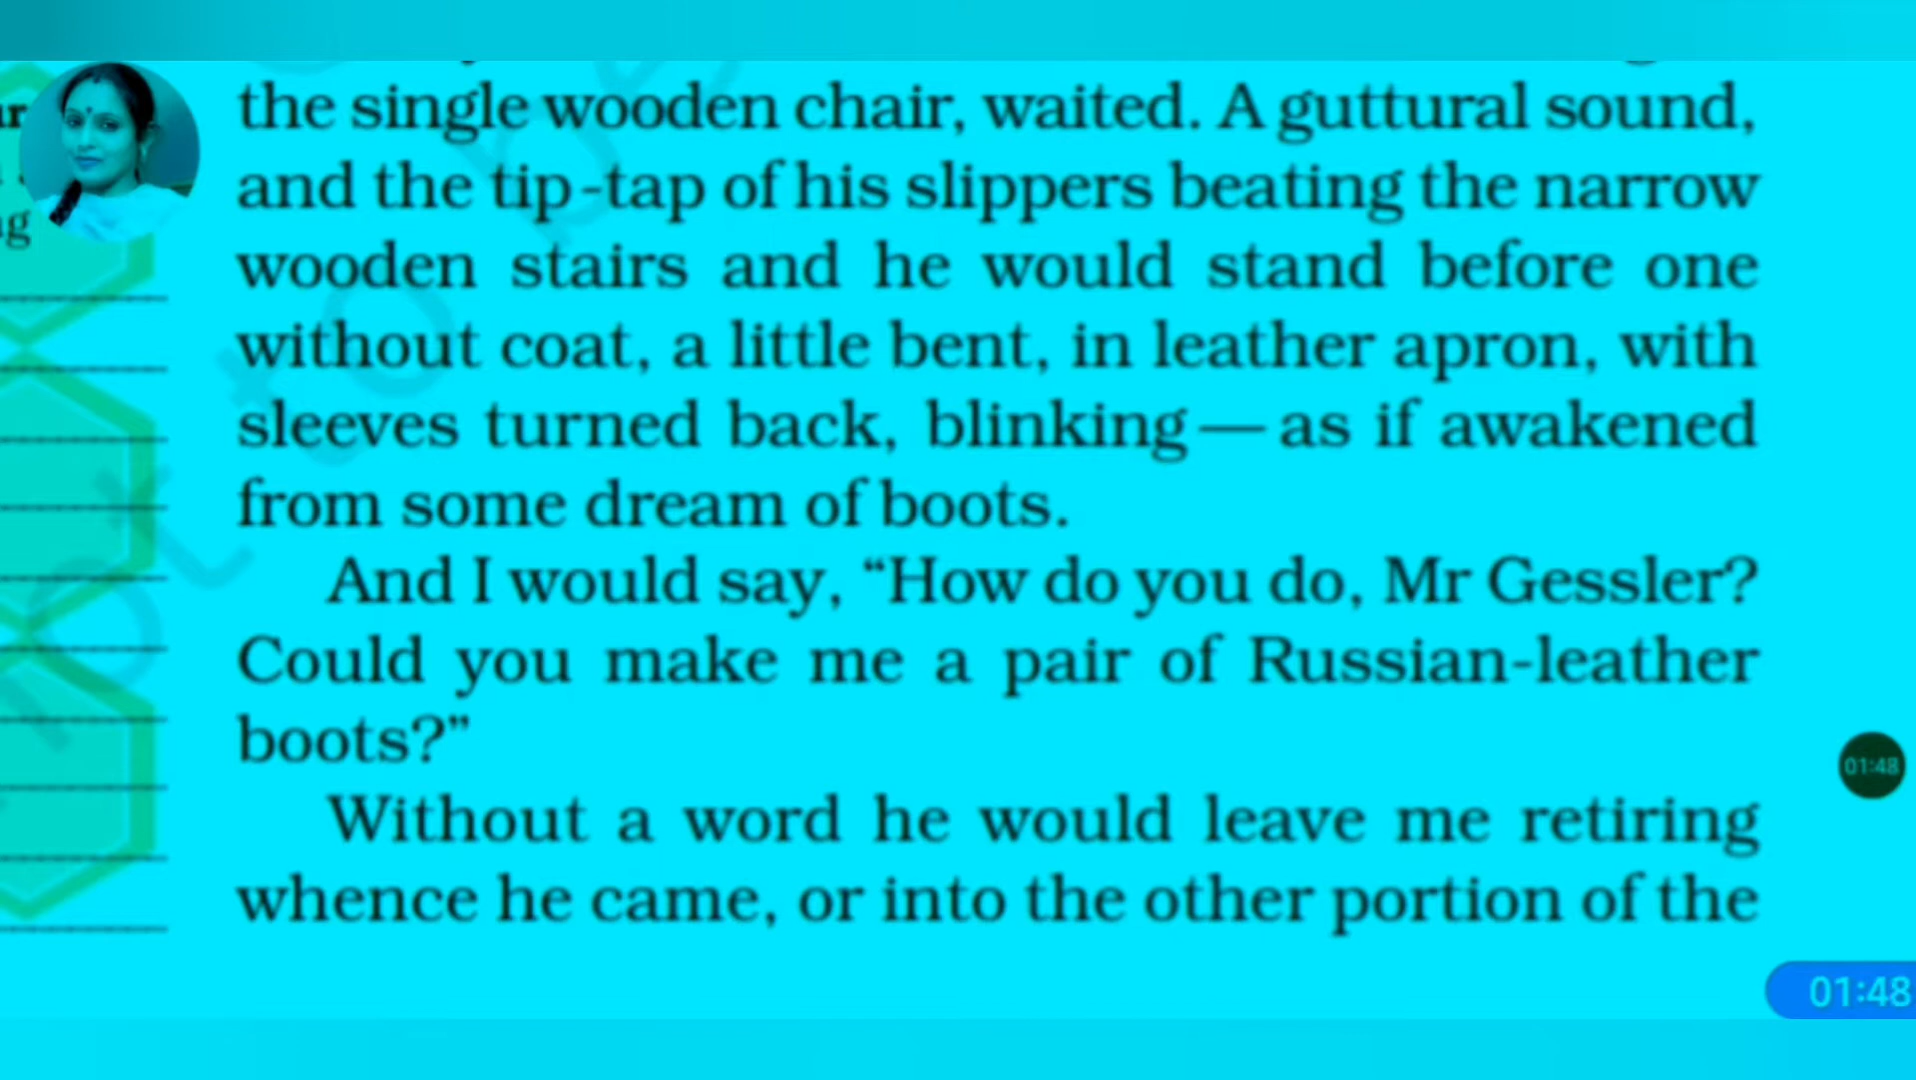 the single wooden chair, waited. A guttural sound,
and the tip-tap of his slippers beating the narrow
wooden stairs and he would stand before one
without coat, a little bent, in leather apron, with
sleeves turned back, blinking — as if awakened
from some dream of boots.
And I would say, “How do you do, Mr Gessler?
Could you make me a pair of Russian-leather
boots?”
Without a word he would leave me retiring
whence he came, or into the other portion of the
01:48
01:48